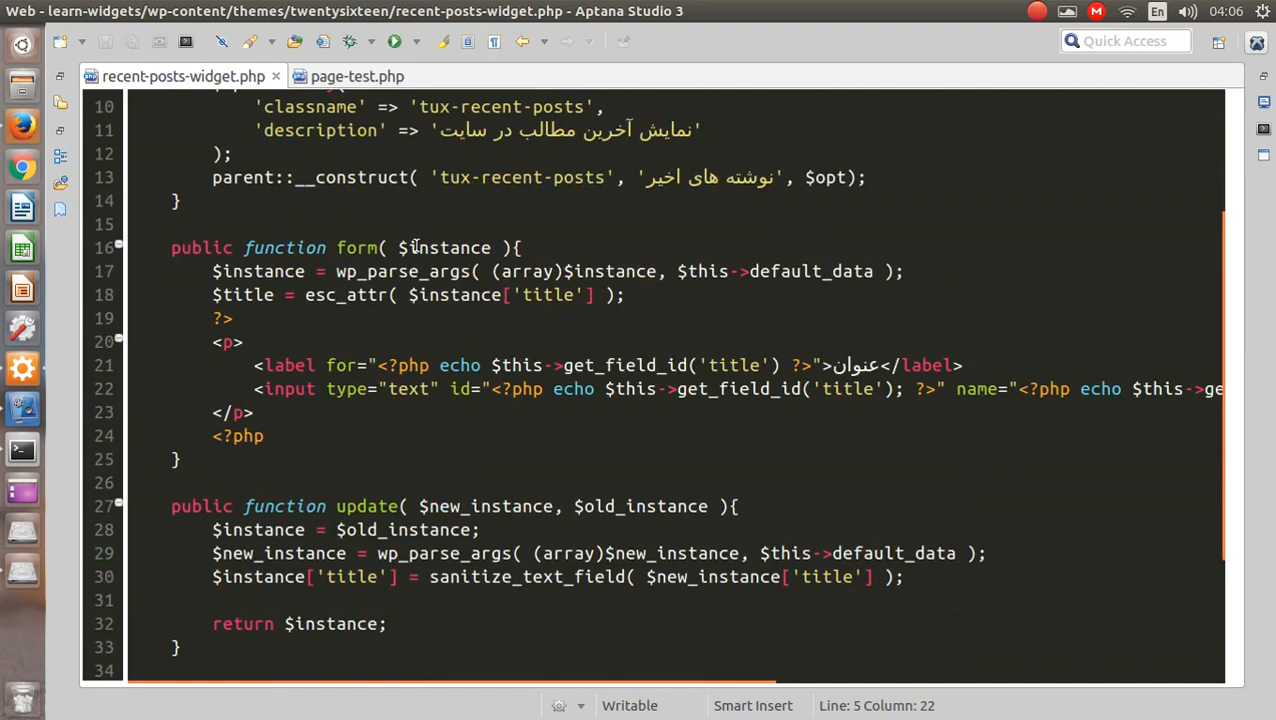 Web - learn-widgets/wp-content/themes/twentysixteen/recent-posts-widget.php - Aptana Studio 3
En
04:06
Quick Access
recent-posts-widget.php
page-test.php
10 'classname' => 'tux-recent-posts',
11 'description' => 'نمایش آخرین مطالب در سایت'
12 );
13 parent::__construct( 'tux-recent-posts', 'نوشته های اخیر', $opt);
14 }
15
16 public function form( $instance ){
17 $instance = wp_parse_args( (array)$instance, $this->default_data );
18 $title = esc_attr( $instance['title'] );
19 ?>
20 <p>
21 <label for="<?php echo $this->get_field_id('title') ?>">عنوان</label>
22 <input type="text" id="<?php echo $this->get_field_id('title'); ?>" name="<?php echo $this->ge
23 </p>
24 <?php
25 }
26
27 public function update( $new_instance, $old_instance ){
28 $instance = $old_instance;
29 $new_instance = wp_parse_args( (array)$new_instance, $this->default_data );
30 $instance['title'] = sanitize_text_field( $new_instance['title'] );
31
32 return $instance;
33 }
34
Writable
Smart Insert
Line: 5 Column: 22